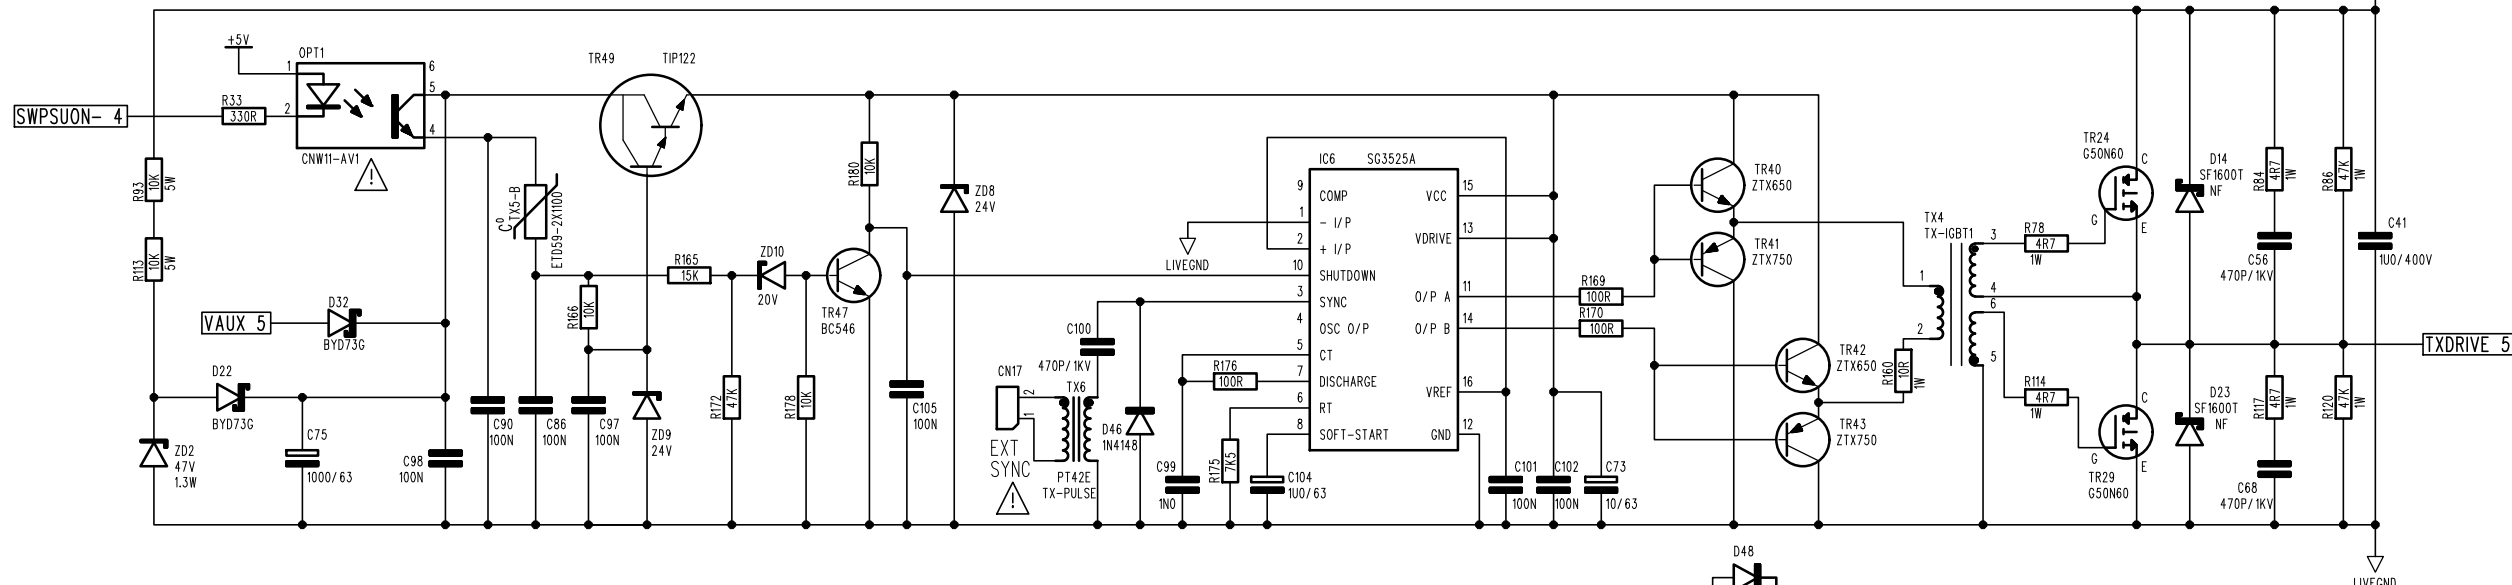 +5V
OPT1
1
6
5
SWPSUON- 4
R33
330R
2
4
CNW11-AV1
!
R93
10K
5W
R113
10K
5W
VAUX 5
D32
BYD73G
D22
BYD73G
ZD2
47V
1.3W
C75
1000/63
C98
100N
C90
100N
C86
100N
C97
100N
ZD9
24V
TR49
TIP122
C°
TX5-B
ETD59-2X1100
R165
15K
R166
10K
R172
47K
ZD10
20V
R178
10K
TR47
BC546
R180
10K
ZD8
24V
C105
100N
LIVEGND
CN17
2
1
EXT
SYNC
!
C100
470P/1KV
TX6
PT42E
TX-PULSE
D46
1N4148
C99
1N0
R176
100R
R175
7K5
C104
1U0/63
IC6
SG3525A
9
COMP
1
- I/P
2
+ I/P
10
SHUTDOWN
3
SYNC
4
OSC O/P
5
CT
7
DISCHARGE
6
RT
8
SOFT-START
VCC
15
VDRIVE
13
O/P A
11
O/P B
14
VREF
16
GND
12
C101
100N
C102
100N
C73
10/63
R169
100R
R170
100R
TR40
ZTX650
TR41
ZTX750
TR42
ZTX650
TR43
ZTX750
R160
10R
1W
TX4
TX-IGBT1
1
2
3
4
6
5
R78
4R7
1W
R114
4R7
1W
TR24
G50N60
C
G
E
TR29
G50N60
C
G
E
D14
SF1600T
NF
D23
SF1600T
NF
R84
4R7
1W
C56
470P/1KV
R117
4R7
1W
C68
470P/1KV
R86
47K
1W
R120
47K
1W
C41
1U0/400V
TXDRIVE 5
D48
LIVEGND